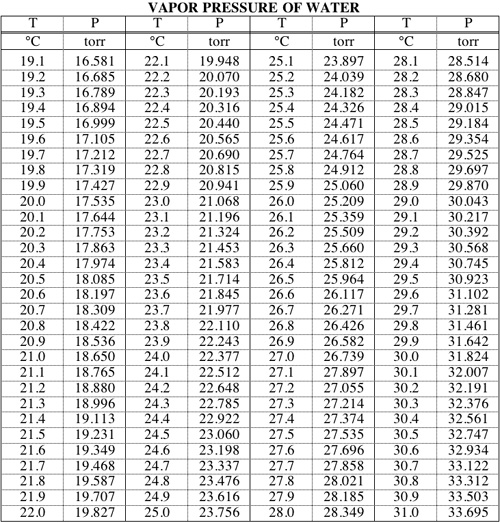 VAPOR PRESSURE OF WATER
T P T P T P T P
°C torr °C torr °C torr °C torr
19.1 16.581 22.1 19.948 25.1 23.897 28.1 28.514
19.2 16.685 22.2 20.070 25.2 24.039 28.2 28.680
19.3 16.789 22.3 20.193 25.3 24.182 28.3 28.847
19.4 16.894 22.4 20.316 25.4 24.326 28.4 29.015
19.5 16.999 22.5 20.440 25.5 24.471 28.5 29.184
19.6 17.105 22.6 20.565 25.6 24.617 28.6 29.354
19.7 17.212 22.7 20.690 25.7 24.764 28.7 29.525
19.8 17.319 22.8 20.815 25.8 24.912 28.8 29.697
19.9 17.427 22.9 20.941 25.9 25.060 28.9 29.870
20.0 17.535 23.0 21.068 26.0 25.209 29.0 30.043
20.1 17.644 23.1 21.196 26.1 25.359 29.1 30.217
20.2 17.753 23.2 21.324 26.2 25.509 29.2 30.392
20.3 17.863 23.3 21.453 26.3 25.660 29.3 30.568
20.4 17.974 23.4 21.583 26.4 25.812 29.4 30.745
20.5 18.085 23.5 21.714 26.5 25.964 29.5 30.923
20.6 18.197 23.6 21.845 26.6 26.117 29.6 31.102
20.7 18.309 23.7 21.977 26.7 26.271 29.7 31.281
20.8 18.422 23.8 22.110 26.8 26.426 29.8 31.461
20.9 18.536 23.9 22.243 26.9 26.582 29.9 31.642
21.0 18.650 24.0 22.377 27.0 26.739 30.0 31.824
21.1 18.765 24.1 22.512 27.1 27.897 30.1 32.007
21.2 18.880 24.2 22.648 27.2 27.055 30.2 32.191
21.3 18.996 24.3 22.785 27.3 27.214 30.3 32.376
21.4 19.113 24.4 22.922 27.4 27.374 30.4 32.561
21.5 19.231 24.5 23.060 27.5 27.535 30.5 32.747
21.6 19.349 24.6 23.198 27.6 27.696 30.6 32.934
21.7 19.468 24.7 23.337 27.7 27.858 30.7 33.122
21.8 19.587 24.8 23.476 27.8 28.021 30.8 33.312
21.9 19.707 24.9 23.616 27.9 28.185 30.9 33.503
22.0 19.827 25.0 23.756 28.0 28.349 31.0 33.695